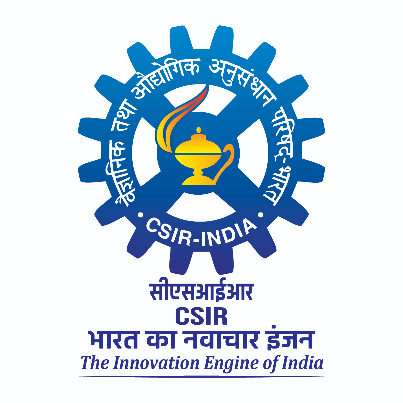 वैज्ञानिक तथा औद्योगिक अनुसंधान परिषद्-भारत
• CSIR-INDIA •
सीएसआईआर
CSIR
भारत का नवाचार इंजन
The Innovation Engine of India